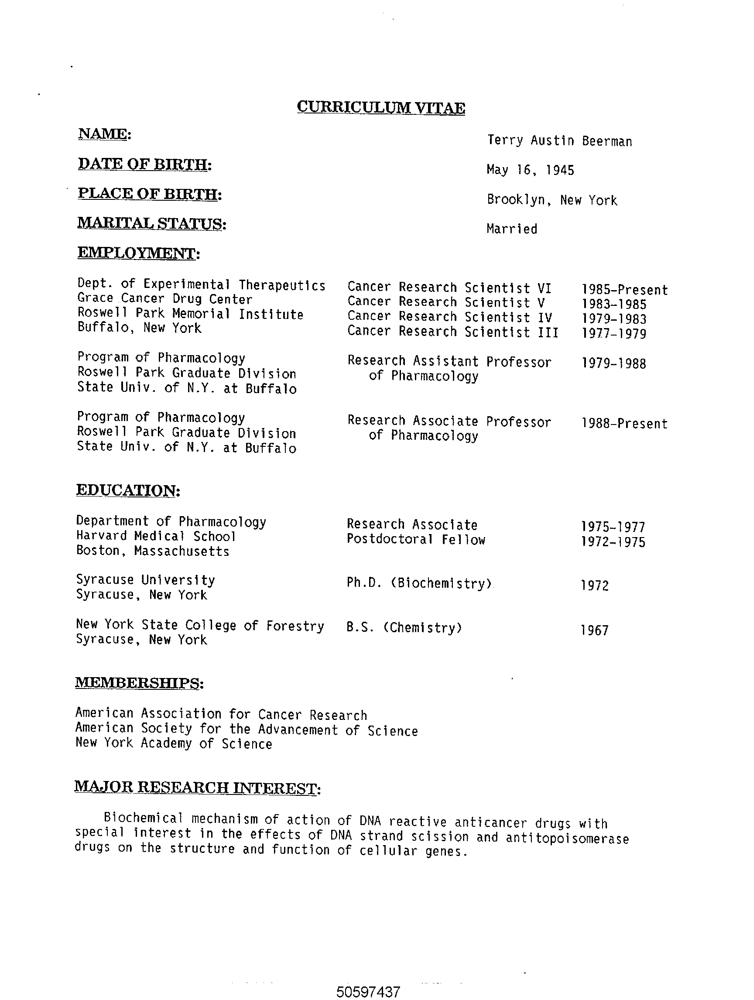 CURRICULUM VITAE
NAME: Terry Austin Beerman
DATE OF BIRTH: May 16, 1945
PLACE OF BIRTH: Brooklyn, New York
MARITAL STATUS: Married
EMPLOYMENT:
Dept. of Experimental Therapeutics Cancer Research Scientist VI 1985-Present
Grace Cancer Drug Center Cancer Research Scientist V 1983-1985
Roswell Park Memorial Institute Cancer Research Scientist IV 1979-1983
Buffalo, New York Cancer Research Scientist III 1977-1979
Program of Pharmacology Research Assistant Professor 1979-1988
Roswell Park Graduate Division of Pharmacology
State Univ. of N.Y. at Buffalo
Program of Pharmacology Research Associate Professor 1988-Present
Roswell Park Graduate Division of Pharmacology
State Univ. of N.Y. at Buffalo
EDUCATION:
Department of Pharmacology Research Associate 1975-1977
Harvard Medical School Postdoctoral Fellow 1972-1975
Boston, Massachusetts
Syracuse University Ph.D. (Biochemistry) 1972
Syracuse, New York
New York State College of Forestry B.S. (Chemistry) 1967
Syracuse, New York
MEMBERSHIPS:
American Association for Cancer Research
American Society for the Advancement of Science
New York Academy of Science
MAJOR RESEARCH INTEREST:
Biochemical mechanism of action of DNA reactive anticancer drugs with
special interest in the effects of DNA strand scission and antitopoisomerase
drugs on the structure and function of cellular genes.
50597437